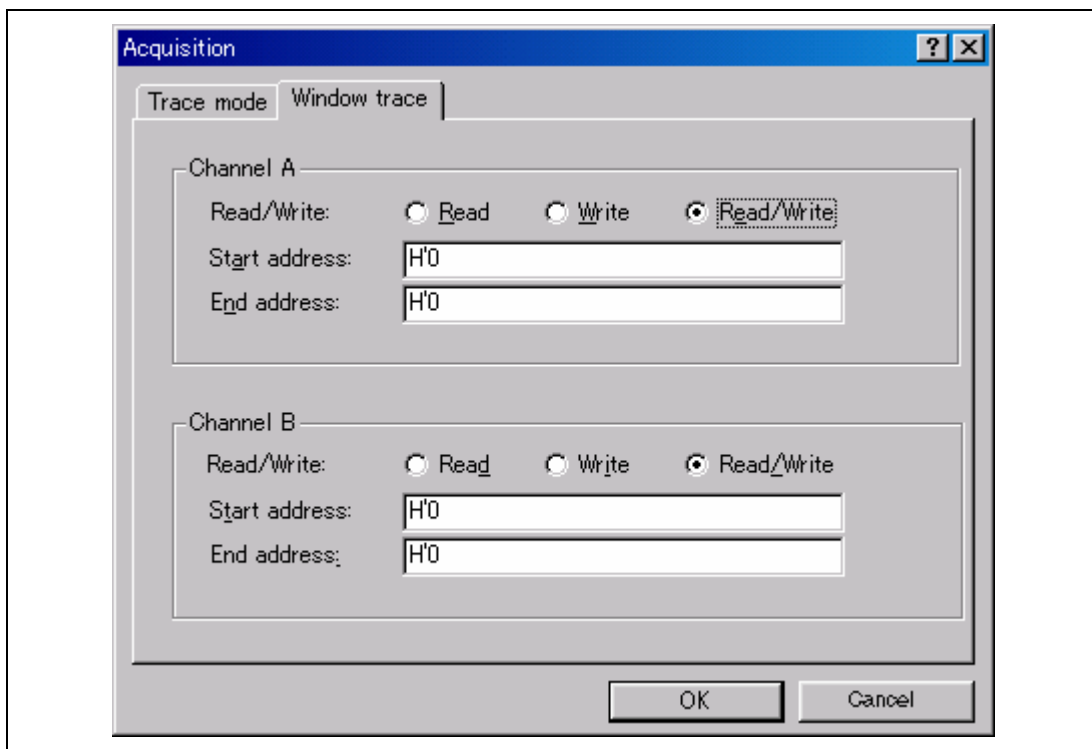 Acquisition
Trace mode Window trace
Channel A
Read/Write: Read Write Read/Write
Start address: H'0
End address: H'0
Channel B
Read/Write: Read Write Read/Write
Start address: H'0
End address: H'0
OK Cancel